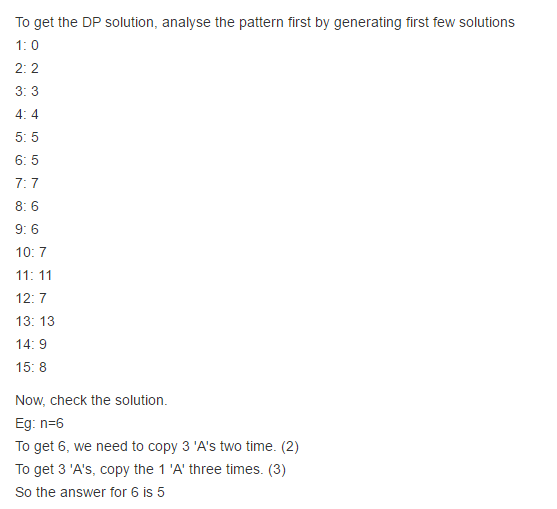 To get the DP solution, analyse the pattern first by generating first few solutions
1: 0
2: 2
3: 3
4: 4
5: 5
6: 5
7: 7
8: 6
9: 6
10: 7
11: 11
12: 7
13: 13
14: 9
15: 8
Now, check the solution.
Eg: n=6
To get 6, we need to copy 3 'A's two time. (2)
To get 3 'A's, copy the 1 'A' three times. (3)
So the answer for 6 is 5